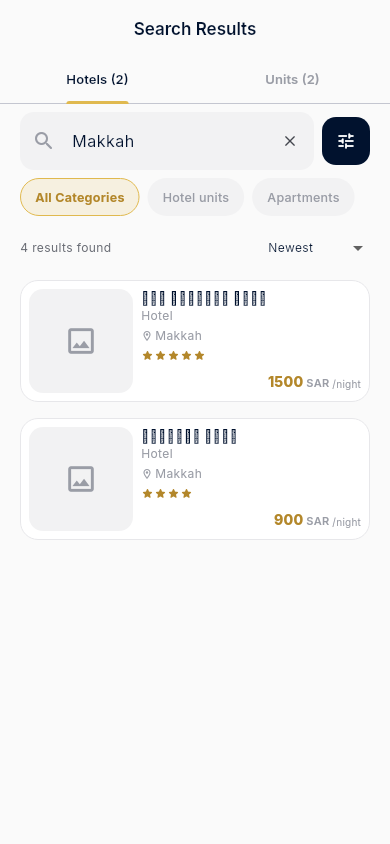 Search Results
Hotels (2)
Units (2)
Makkah
All Categories
Hotel units
Apartments
4 results found
Newest
Hotel
Makkah
1500 SAR /night
Hotel
Makkah
900 SAR /night